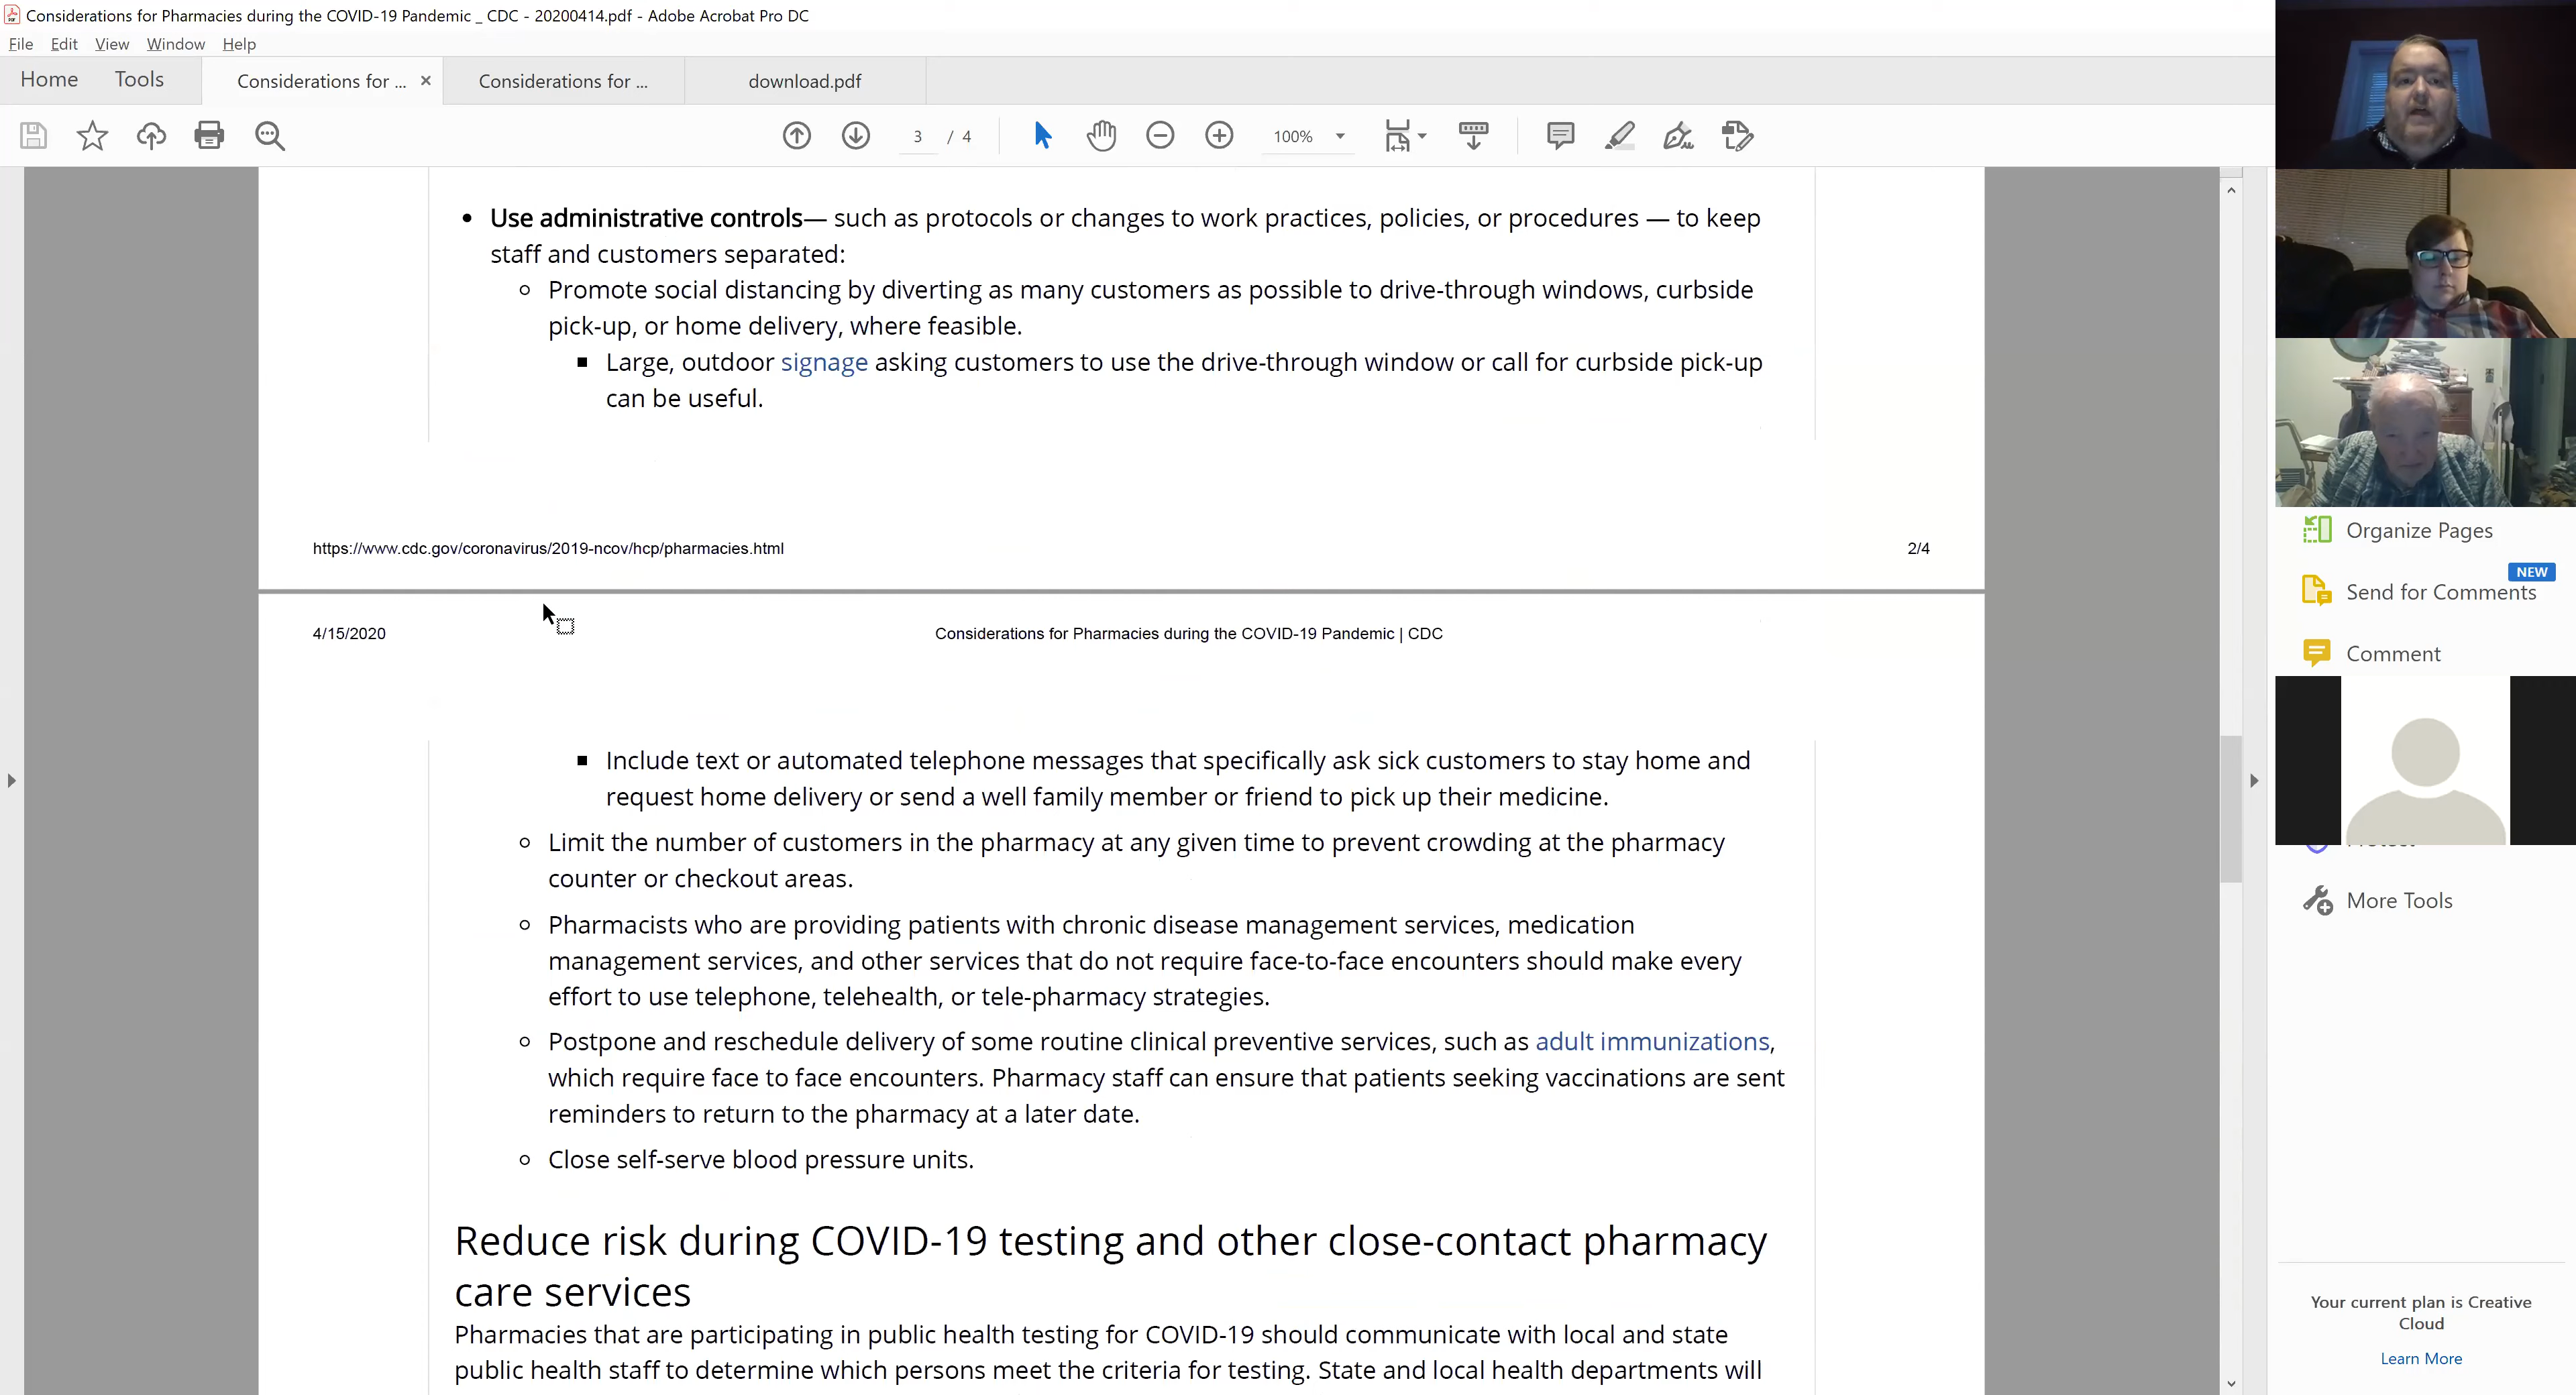 Considerations for Pharmacies during the COVID-19 Pandemic _ CDC - 20200414.pdf - Adobe Acrobat Pro DC
File Edit View Window Help
Home Tools Considerations for ... × Considerations for ... download.pdf
3 / 4 100%
• Use administrative controls— such as protocols or changes to work practices, policies, or procedures — to keep
staff and customers separated:
Promote social distancing by diverting as many customers as possible to drive-through windows, curbside
pick-up, or home delivery, where feasible.
Large, outdoor signage asking customers to use the drive-through window or call for curbside pick-up
can be useful.
https://www.cdc.gov/coronavirus/2019-ncov/hcp/pharmacies.html 2/4
4/15/2020 Considerations for Pharmacies during the COVID-19 Pandemic | CDC
Include text or automated telephone messages that specifically ask sick customers to stay home and
request home delivery or send a well family member or friend to pick up their medicine.
Limit the number of customers in the pharmacy at any given time to prevent crowding at the pharmacy
counter or checkout areas.
Pharmacists who are providing patients with chronic disease management services, medication
management services, and other services that do not require face-to-face encounters should make every
effort to use telephone, telehealth, or tele-pharmacy strategies.
Postpone and reschedule delivery of some routine clinical preventive services, such as adult immunizations,
which require face to face encounters. Pharmacy staff can ensure that patients seeking vaccinations are sent
reminders to return to the pharmacy at a later date.
Close self-serve blood pressure units.
Reduce risk during COVID-19 testing and other close-contact pharmacy
care services
Pharmacies that are participating in public health testing for COVID-19 should communicate with local and state
public health staff to determine which persons meet the criteria for testing. State and local health departments will
Organize Pages
NEW
Send for Comments
Comment
More Tools
Your current plan is Creative
Cloud
Learn More